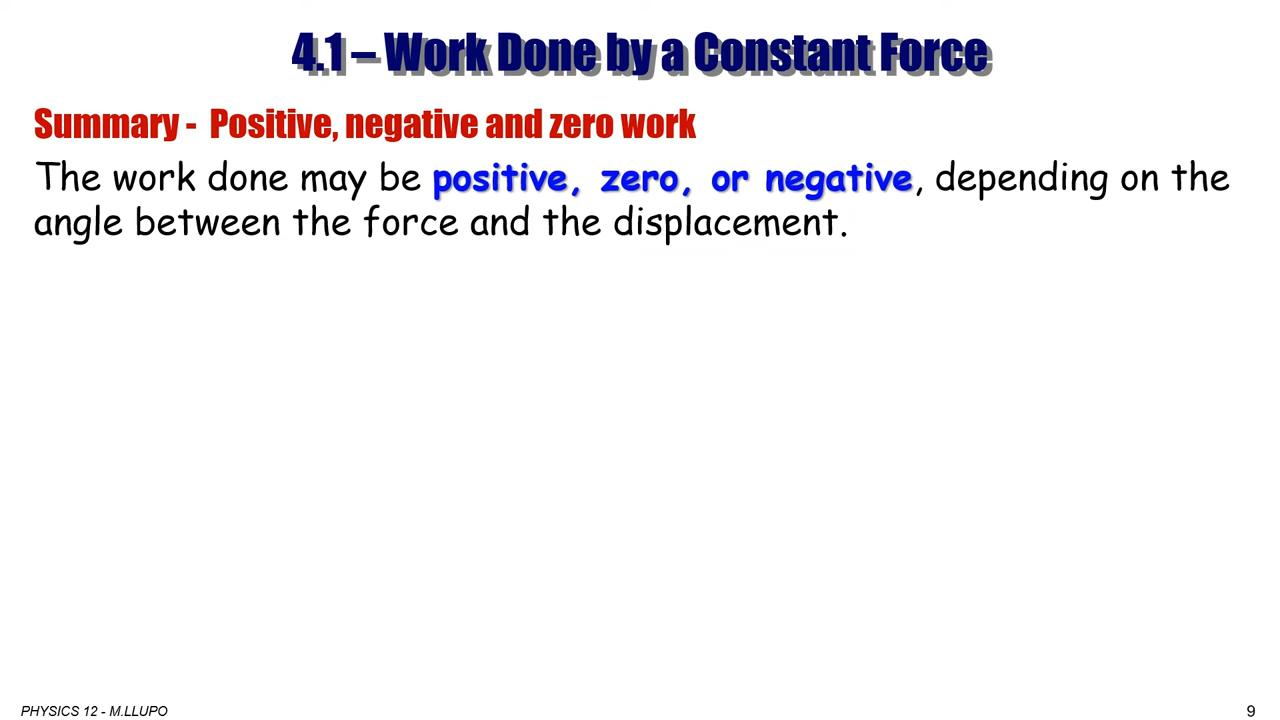 4.1 – Work Done by a Constant Force
Summary - Positive, negative and zero work
The work done may be positive, zero, or negative, depending on the
angle between the force and the displacement.
PHYSICS 12 - M.LLUPO
9